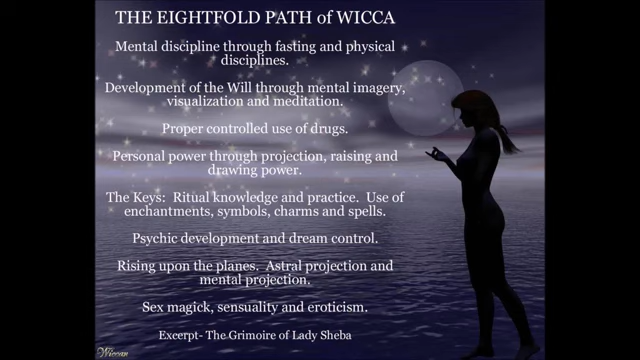 THE EIGHTFOLD PATH of WICCA
Mental discipline through fasting and physical
disciplines.
Development of the Will through mental imagery,
visualization and meditation.
Proper controlled use of drugs.
Personal power through projection, raising and
drawing power.
The Keys:  Ritual knowledge and practice.  Use of
enchantments, symbols, charms and spells.
Psychic development and dream control.
Rising upon the planes.  Astral projection and
mental projection.
Sex magick, sensuality and eroticism.
Excerpt- The Grimoire of Lady Sheba
Wiccan